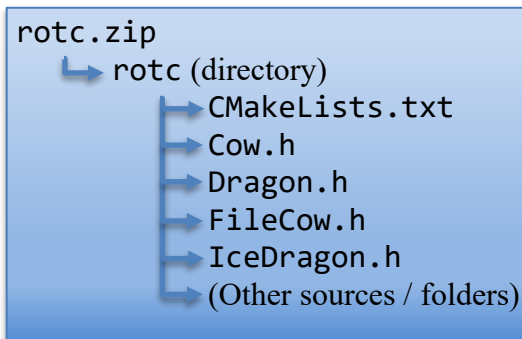 rotc.zip
rotc (directory)
CMakeLists.txt
Cow.h
Dragon.h
FileCow.h
IceDragon.h
(Other sources / folders)